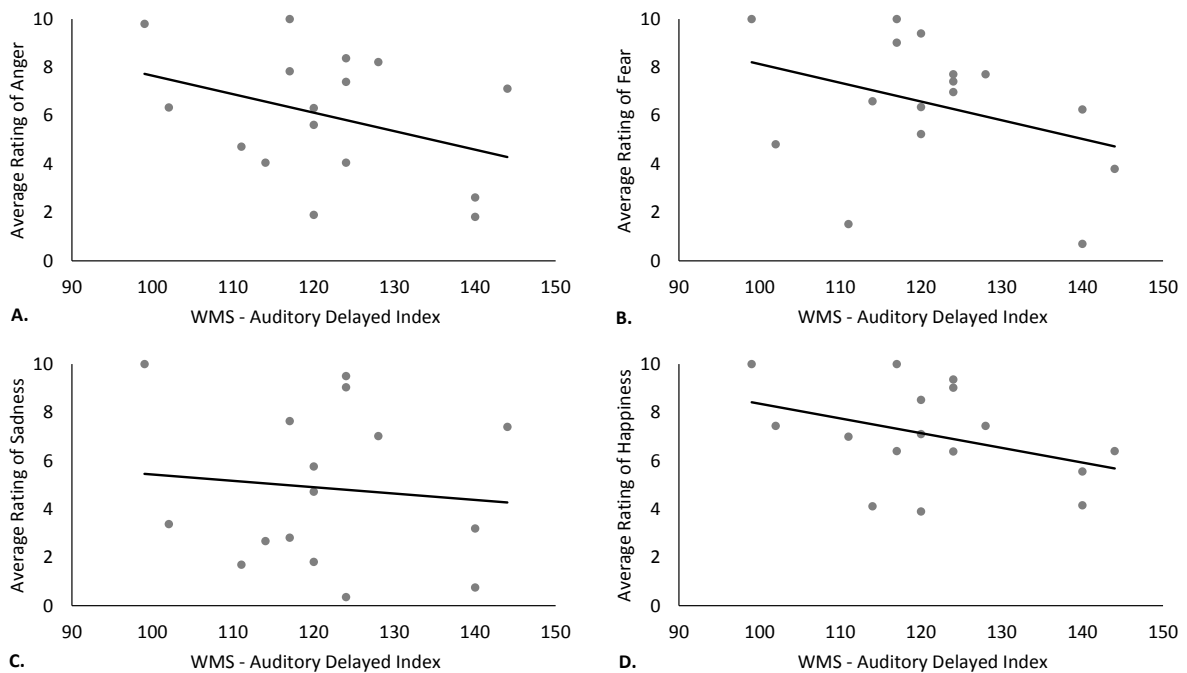 Average Rating of Anger
10
8
6
4
2
0
90 100 110 120 130 140 150
WMS - Auditory Delayed Index
A.
Average Rating of Fear
10
8
6
4
2
0
90 100 110 120 130 140 150
WMS - Auditory Delayed Index
B.
Average Rating of Sadness
10
8
6
4
2
0
90 100 110 120 130 140 150
WMS - Auditory Delayed Index
C.
Average Rating of Happiness
10
8
6
4
2
0
90 100 110 120 130 140 150
WMS - Auditory Delayed Index
D.